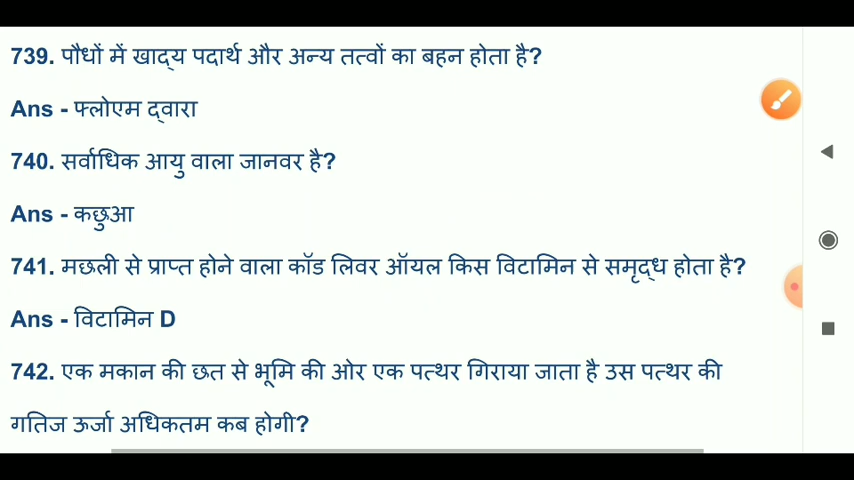 739. पौधों में खाद्य पदार्थ और अन्य तत्वों का बहन होता है?
Ans - फ्लोएम द्वारा
740. सर्वाधिक आयु वाला जानवर है?
Ans - कछुआ
741. मछली से प्राप्त होने वाला कॉड लिवर ऑयल किस विटामिन से समृद्ध होता है?
Ans - विटामिन D
742. एक मकान की छत से भूमि की ओर एक पत्थर गिराया जाता है उस पत्थर की
गतिज ऊर्जा अधिकतम कब होगी?